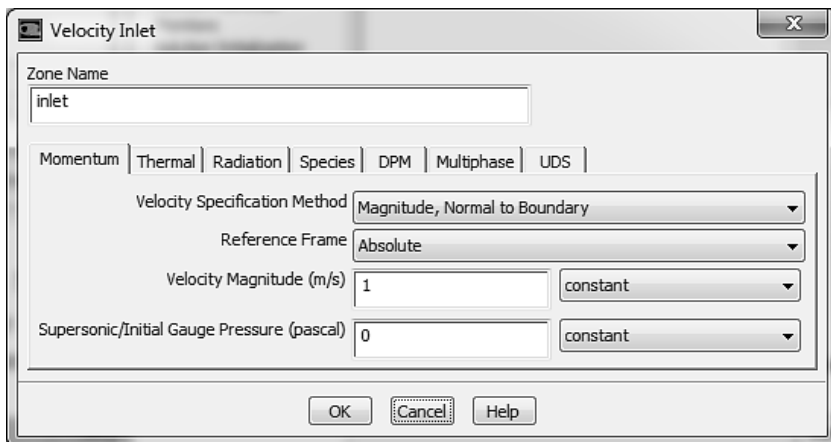 Velocity Inlet
Zone Name
inlet
Momentum Thermal Radiation Species DPM Multiphase UDS
Velocity Specification Method Magnitude, Normal to Boundary
Reference Frame Absolute
Velocity Magnitude (m/s) 1 constant
Supersonic/Initial Gauge Pressure (pascal) 0 constant
OK Cancel Help